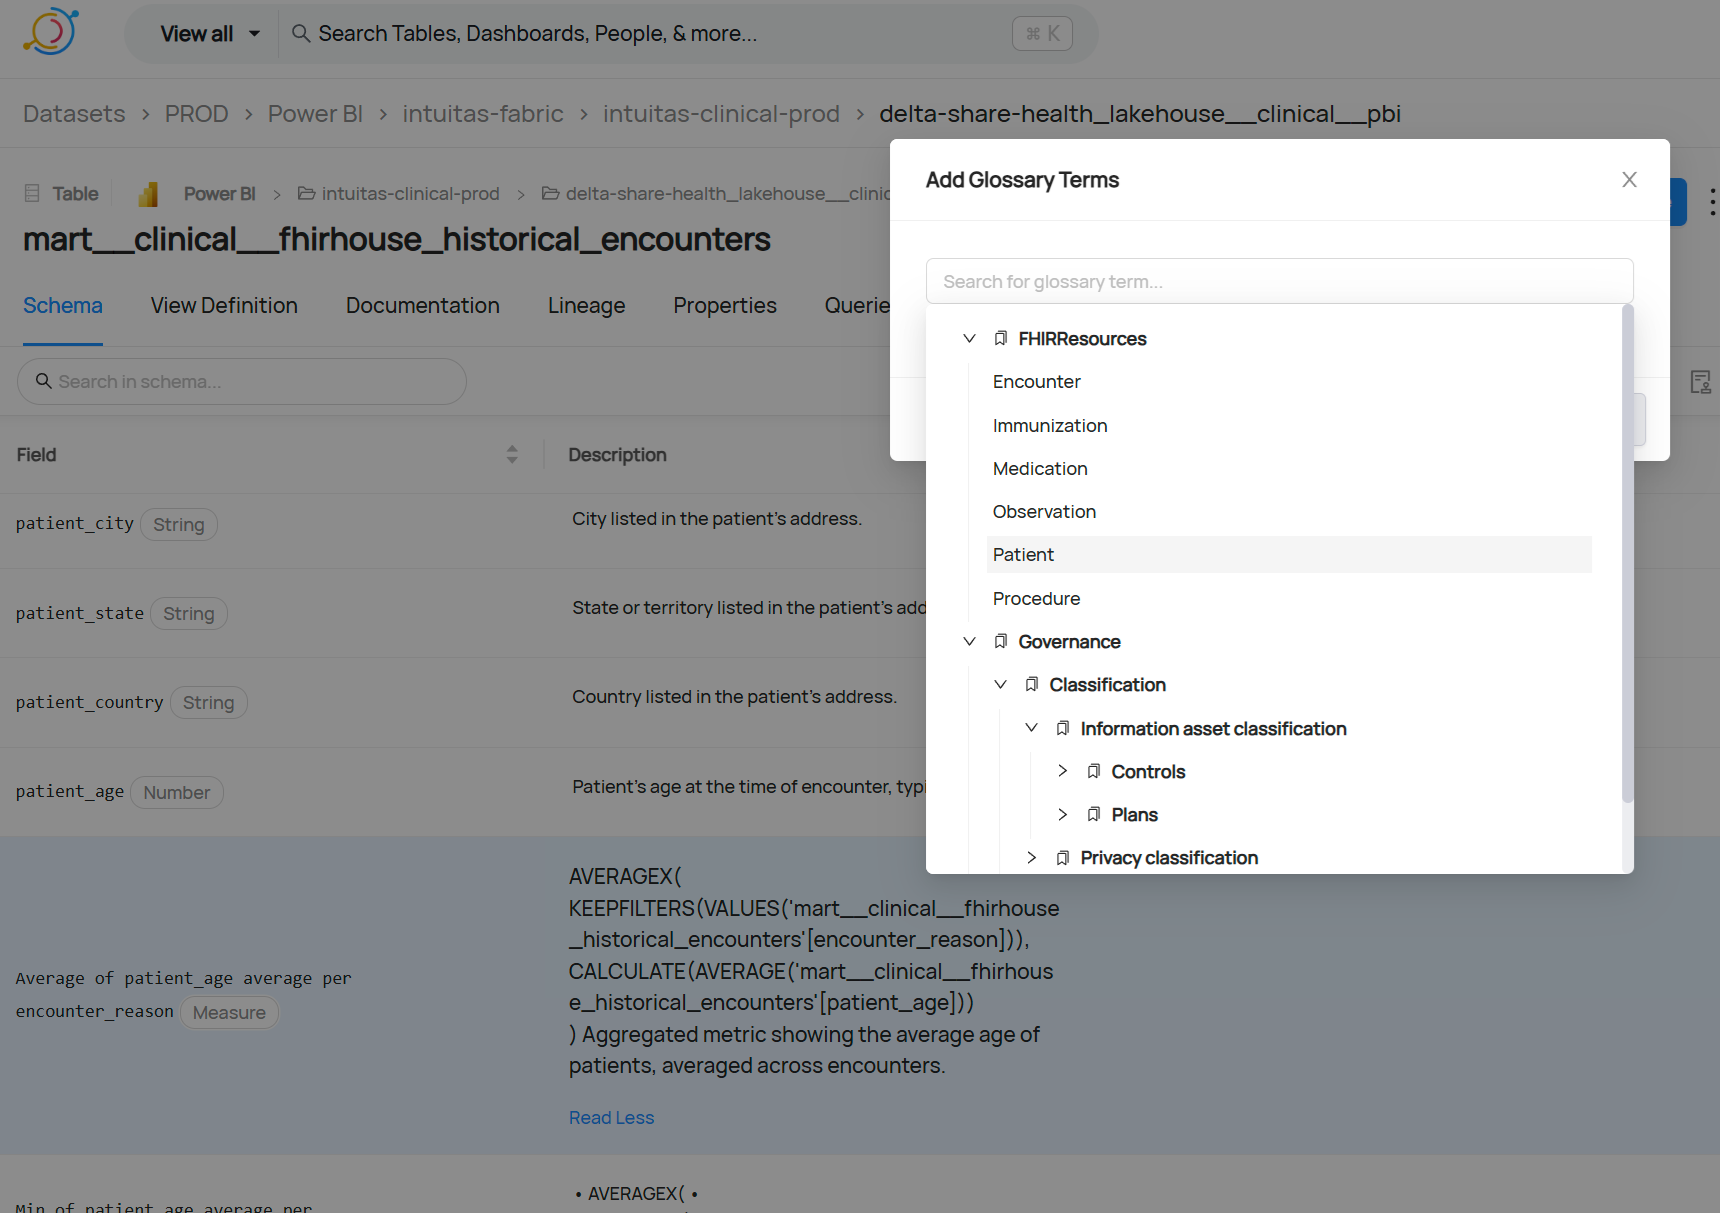 View all
Search Tables, Dashboards, People, & more...
⌘ K
Datasets > PROD > Power BI > intuitas-fabric > intuitas-clinical-prod > delta-share-health_lakehouse__clinical__pbi
Table Power BI > intuitas-clinical-prod > delta-share-health_lakehouse__clinic
mart__clinical__fhirhouse_historical_encounters
Schema View Definition Documentation Lineage Properties Querie
Search in schema...
Field Description
patient_city String City listed in the patient's address.
patient_state String State or territory listed in the patient's add
patient_country String Country listed in the patient's address.
patient_age Number Patient's age at the time of encounter, typi
Average of patient_age average per
encounter_reason Measure
AVERAGEX(
KEEPFILTERS(VALUES('mart__clinical__fhirhouse
_historical_encounters'[encounter_reason])),
CALCULATE(AVERAGE('mart__clinical__fhirhous
e_historical_encounters'[patient_age]))
) Aggregated metric showing the average age of
patients, averaged across encounters.
Read Less
Min of patient_age average per
• AVERAGEX( •
Add Glossary Terms
Search for glossary term...
FHIRResources
Encounter
Immunization
Medication
Observation
Patient
Procedure
Governance
Classification
Information asset classification
Controls
Plans
Privacy classification